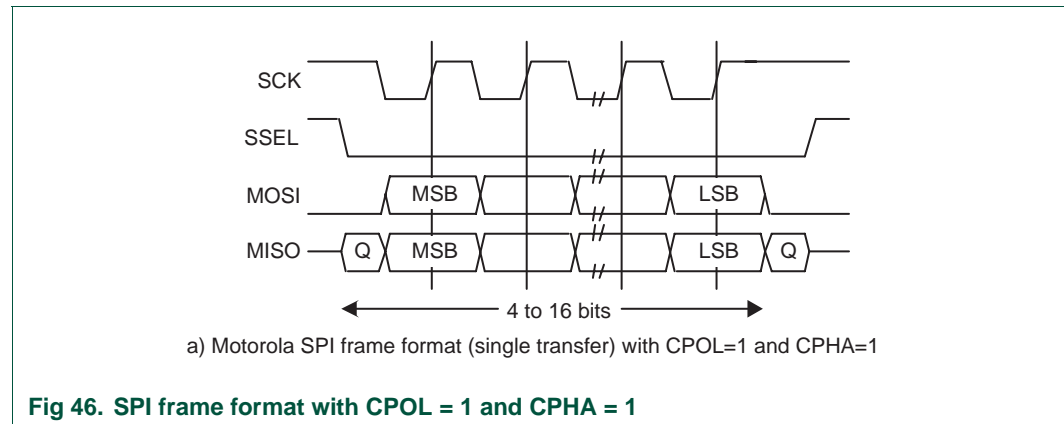 SCK
SSEL
MOSI MSB LSB
MISO Q MSB LSB Q
4 to 16 bits
a) Motorola SPI frame format (single transfer) with CPOL=1 and CPHA=1
Fig 46. SPI frame format with CPOL = 1 and CPHA = 1